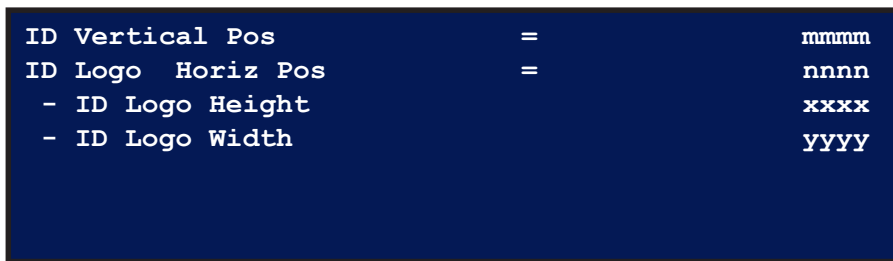 ID Vertical Pos = mmmm
ID Logo Horiz Pos = nnnn
- ID Logo Height xxxx
- ID Logo Width yyyy